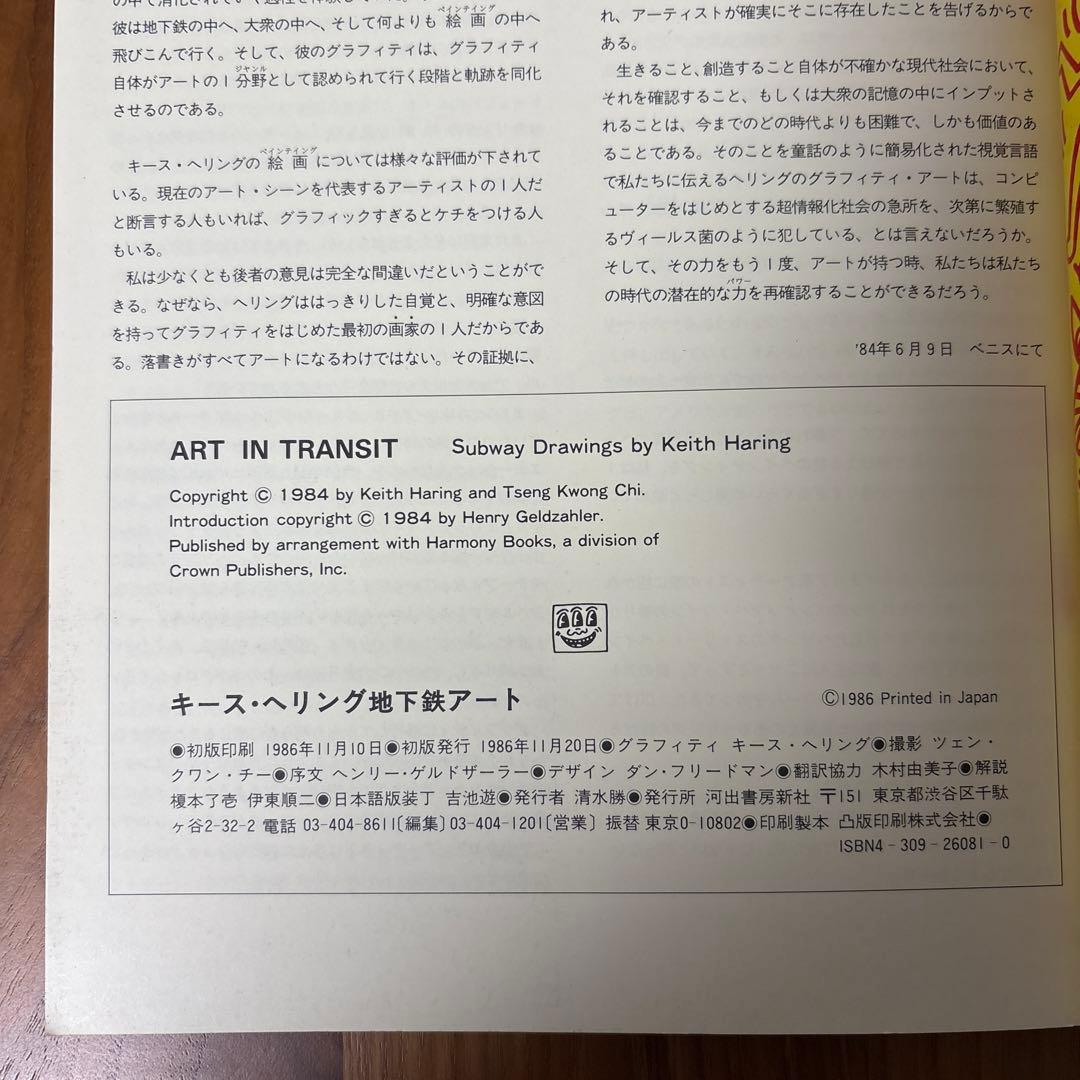 彼は地下鉄の中へ、大衆の中へ、そして何よりも絵画の中へ
ペインティング
飛びこんで行く。そして、彼のグラフィティは、グラフィティ
自体がアートの1分野として認められて行く段階と軌跡を同化
ジャンル
させるのである。
キース・ヘリングの絵画については様々な評価が下されて
ペインティング
いる。現在のアート・シーンを代表するアーティストの1人だ
と断言する人もいれば、グラフィックすぎるとケチをつける人
もいる。
私は少なくとも後者の意見は完全な間違いだということがで
きる。なぜなら、ヘリングははっきりした自覚と、明確な意図
を持ってグラフィティをはじめた最初の画家の1人だからであ
る。落書きがすべてアートになるわけではない。その証拠に、
れ、アーティストが確実にそこに存在したことを告げるからで
ある。
生きること、創造すること自体が不確かな現代社会において、
それを確認すること、もしくは大衆の記憶の中にインプットさ
れることは、今までのどの時代よりも困難で、しかも価値のあ
ることである。そのことを童話のように簡易化された視覚言語
で私たちに伝えるヘリングのグラフィティ・アートは、コンピ
ューターをはじめとする超情報化社会の急所を、次第に繁殖す
るヴィールス菌のように犯している、とは言えないだろうか。
そして、その力をもう1度、アートが持つ時、私たちは私たち
の時代の潜在的な力を再確認することができるだろう。
パワー
'84年6月9日 ベニスにて
ART IN TRANSIT Subway Drawings by Keith Haring
Copyright © 1984 by Keith Haring and Tseng Kwong Chi.
Introduction copyright © 1984 by Henry Geldzahler.
Published by arrangement with Harmony Books, a division of
Crown Publishers, Inc.
キース・ヘリング地下鉄アート ©1986 Printed in Japan
◉初版印刷 1986年11月10日◉初版発行 1986年11月20日◉グラフィティ キース・ヘリング◉撮影 ツェン・
クワン・チー◉序文 ヘンリー・ゲルドザーラー◉デザイン ダン・フリードマン◉翻訳協力 木村由美子◉解説
榎本了壱 伊東順二◉日本語版装丁 吉池遊◉発行者 清水勝◉発行所 河出書房新社 〒151 東京都渋谷区千駄
ヶ谷2-32-2 電話 03-404-8611〔編集〕03-404-1201〔営業〕振替 東京0-10802◉印刷製本 凸版印刷株式会社◉
ISBN4-309-26081-0